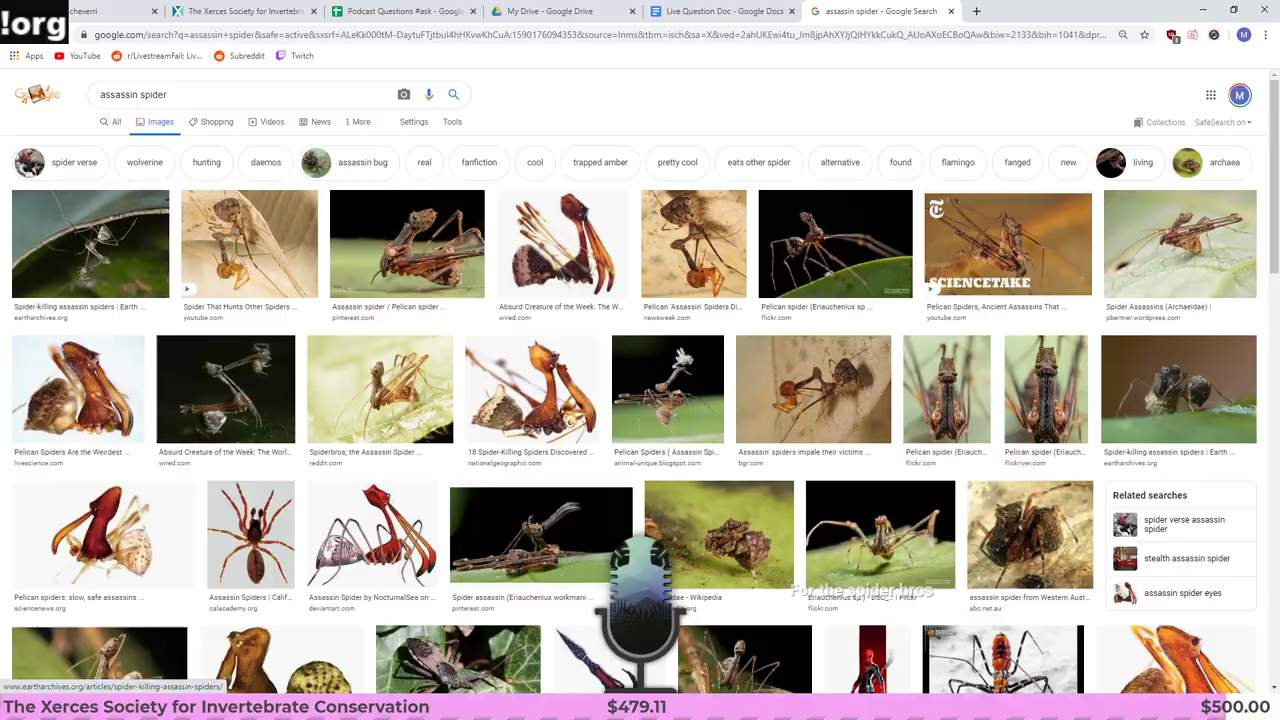 !org
cherri
The Xerces Society for Invertebra
Podcast Questions #ask - Google
My Drive - Google Drive
Live Question Doc - Google Docs
assassin spider - Google Search
Apps
YouTube
r/LivestreamFail: Liv...
Subreddit
Twitch
assassin spider
All
Images
Shopping
Videos
News
More
Settings
Tools
Collections
SafeSearch on
spider verse
wolverine
hunting
daemos
assassin bug
real
fanfiction
cool
trapped amber
pretty cool
eats other spider
alternative
found
flamingo
fanged
new
living
archaea
SCIENCETAKE
Spider-killing assassin spiders | Earth ...
eartharchives.org
Spider That Hunts Other Spiders ...
youtube.com
Assassin spider / Pelican spider ...
pinterest.com
Absurd Creature of the Week: The W...
wired.com
Pelican 'Assassin' Spiders Di...
newsweek.com
Pelican spider (Eriauchenius sp ...
flickr.com
Pelican Spiders, Ancient Assassins That ...
youtube.com
Spider Assassins (Archaeidae) |
pbertner.wordpress.com
Pelican Spiders Are the Weirdest ...
livescience.com
Absurd Creature of the Week: The Worl...
wired.com
Spiderbros; the Assassin Spider ...
reddit.com
18 Spider-Killing Spiders Discovered ...
nationalgeographic.com
Pelican Spiders ( Assassin Spi...
animal-unique.blogspot.com
Assassin' spiders impale their victims ...
bgr.com
Pelican spider (Eriauch...
flickr.com
Pelican spider (Eriauch...
flickriver.com
Spider-killing assassin spiders | Earth ...
eartharchives.org
Related searches
spider verse assassin
spider
stealth assassin spider
assassin spider eyes
Pelican spiders: slow, safe assassins ...
sciencenews.org
Assassin Spiders | Calif...
calacademy.org
Assassin Spider by NocturnalSea on ...
deviantart.com
Spider assassin (Eriauchenius workmani ...
pinterest.com
- Wikipedia
Flickr
flickr.com
assassin spider from Western Aust...
abc.net.au
For the spider bros
www.eartharchives.org/articles/spider-killing-assassin-spiders/
The Xerces Society for Invertebrate Conservation
$479.11
$500.00